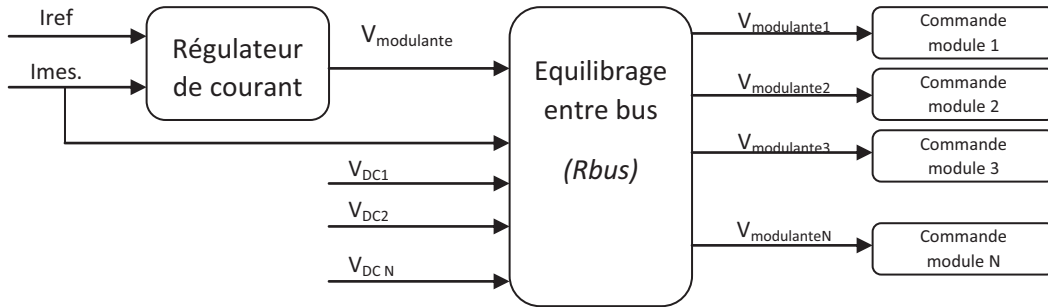 Iref
Imes.
Régulateur
de courant
Vmodulante
VDC1
VDC2
VDC N
Equilibrage
entre bus
(Rbus)
Vmodulante1
Vmodulante2
Vmodulante3
VmodulanteN
Commande
module 1
Commande
module 2
Commande
module 3
Commande
module N